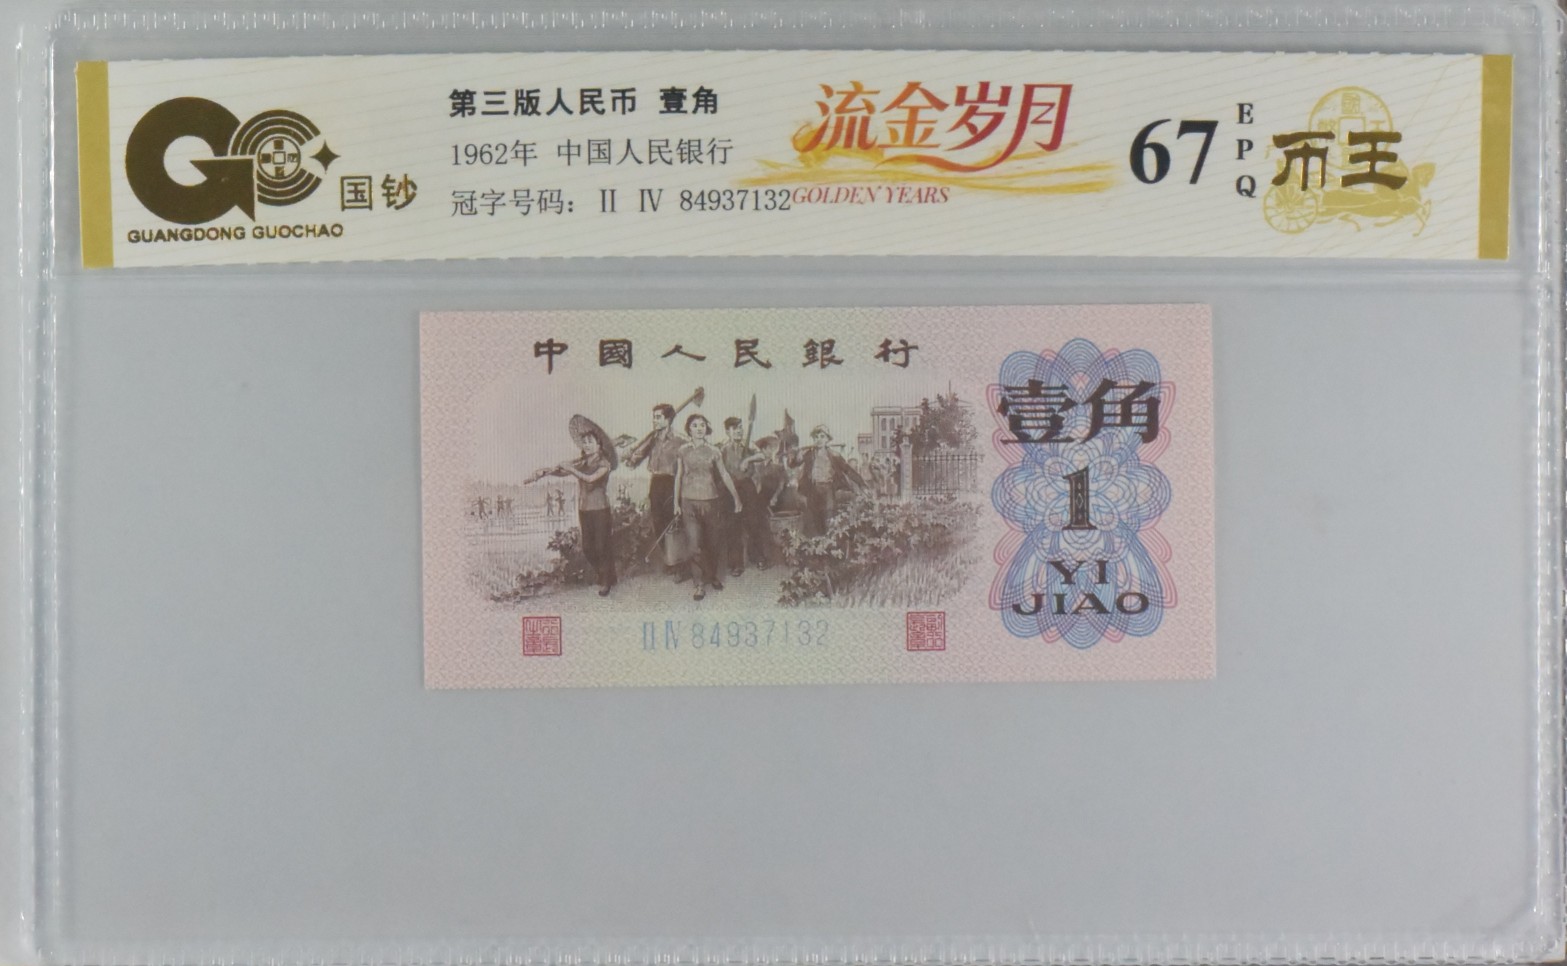 国钞
GUANGDONG GUOCHAO
第三版人民币 壹角
1962年 中国人民银行
冠字号码: Ⅱ Ⅳ 84937132
流金岁月
GOLDEN YEARS
67
EPQ
币王
中國人民銀行
壹角
1
YI
JIAO
ⅡⅣ 84937132